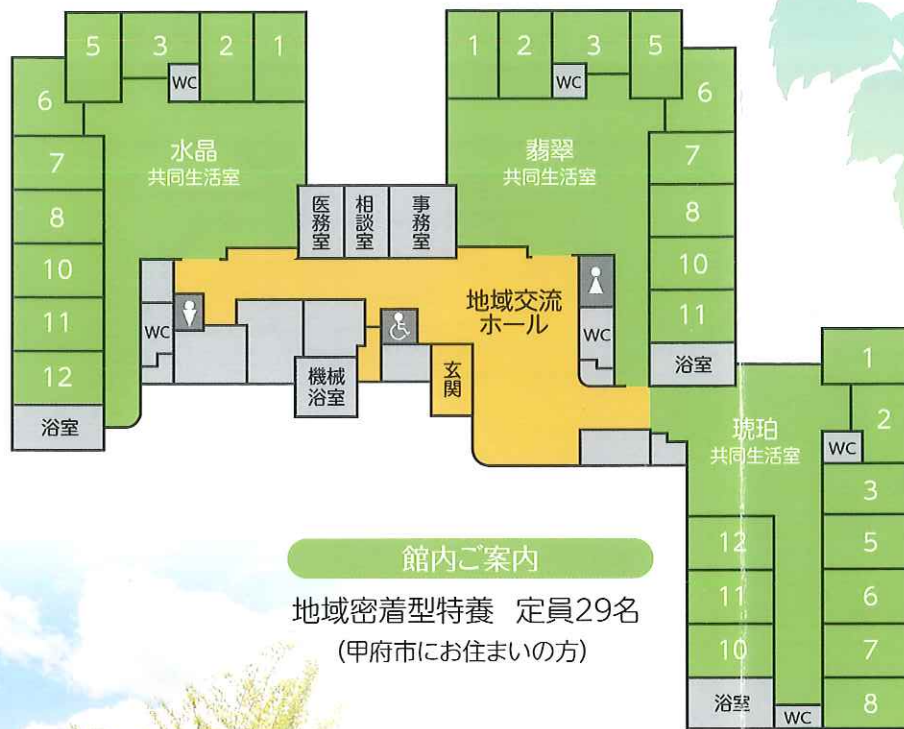 5
3
2
1
WC
6
7
8
10
11
12
浴室
水晶
共同生活室
WC
医務室
相談室
事務室
機械
浴室
玄関
地域交流
ホール
1
2
3
5
WC
6
7
8
10
11
浴室
翡翠
共同生活室
WC
1
2
WC
3
5
6
7
8
琥珀
共同生活室
12
11
10
浴室
WC
館内ご案内
地域密着型特養 定員29名
(甲府市にお住まいの方)